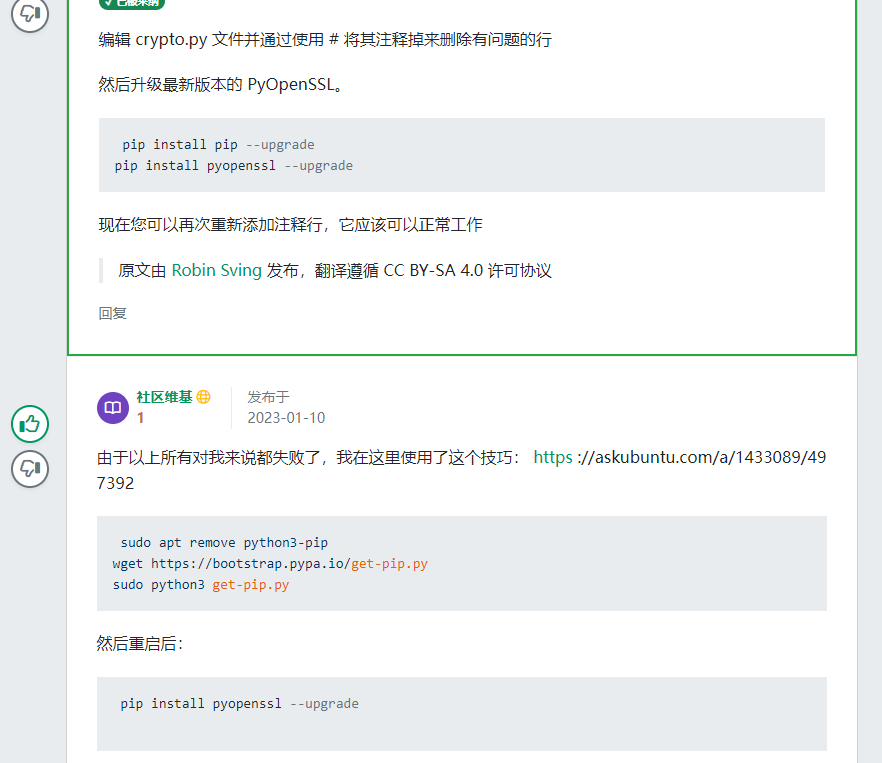 ✓已被采纳
编辑 crypto.py 文件并通过使用 # 将其注释掉来删除有问题的行
然后升级最新版本的 PyOpenSSL。
pip install pip --upgrade
pip install pyopenssl --upgrade
现在您可以再次重新添加注释行，它应该可以正常工作
原文由 Robin Sving 发布，翻译遵循 CC BY-SA 4.0 许可协议
回复
社区维基
发布于
1
2023-01-10
由于以上所有对我来说都失败了，我在这里使用了这个技巧： https ://askubuntu.com/a/1433089/49
7392
sudo apt remove python3-pip
wget https://bootstrap.pypa.io/get-pip.py
sudo python3 get-pip.py
然后重启后：
pip install pyopenssl --upgrade